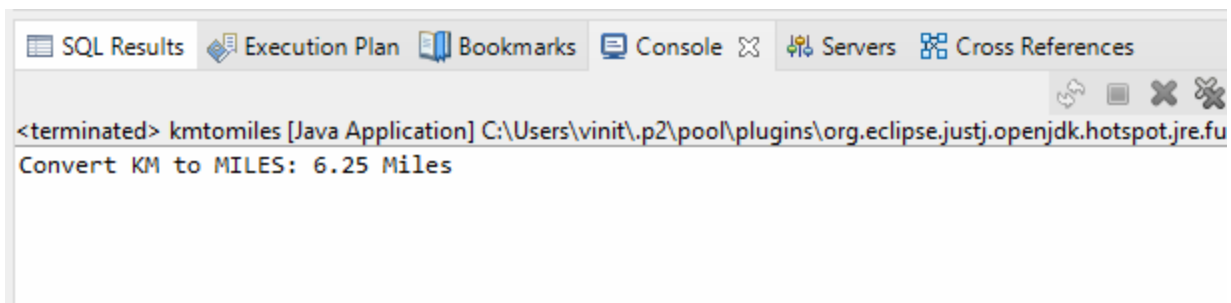 SQL Results Execution Plan Bookmarks Console Servers Cross References
<terminated> kmtomiles [Java Application] C:\Users\vinit\.p2\pool\plugins\org.eclipse.justj.openjdk.hotspot.jre.fu
Convert KM to MILES: 6.25 Miles